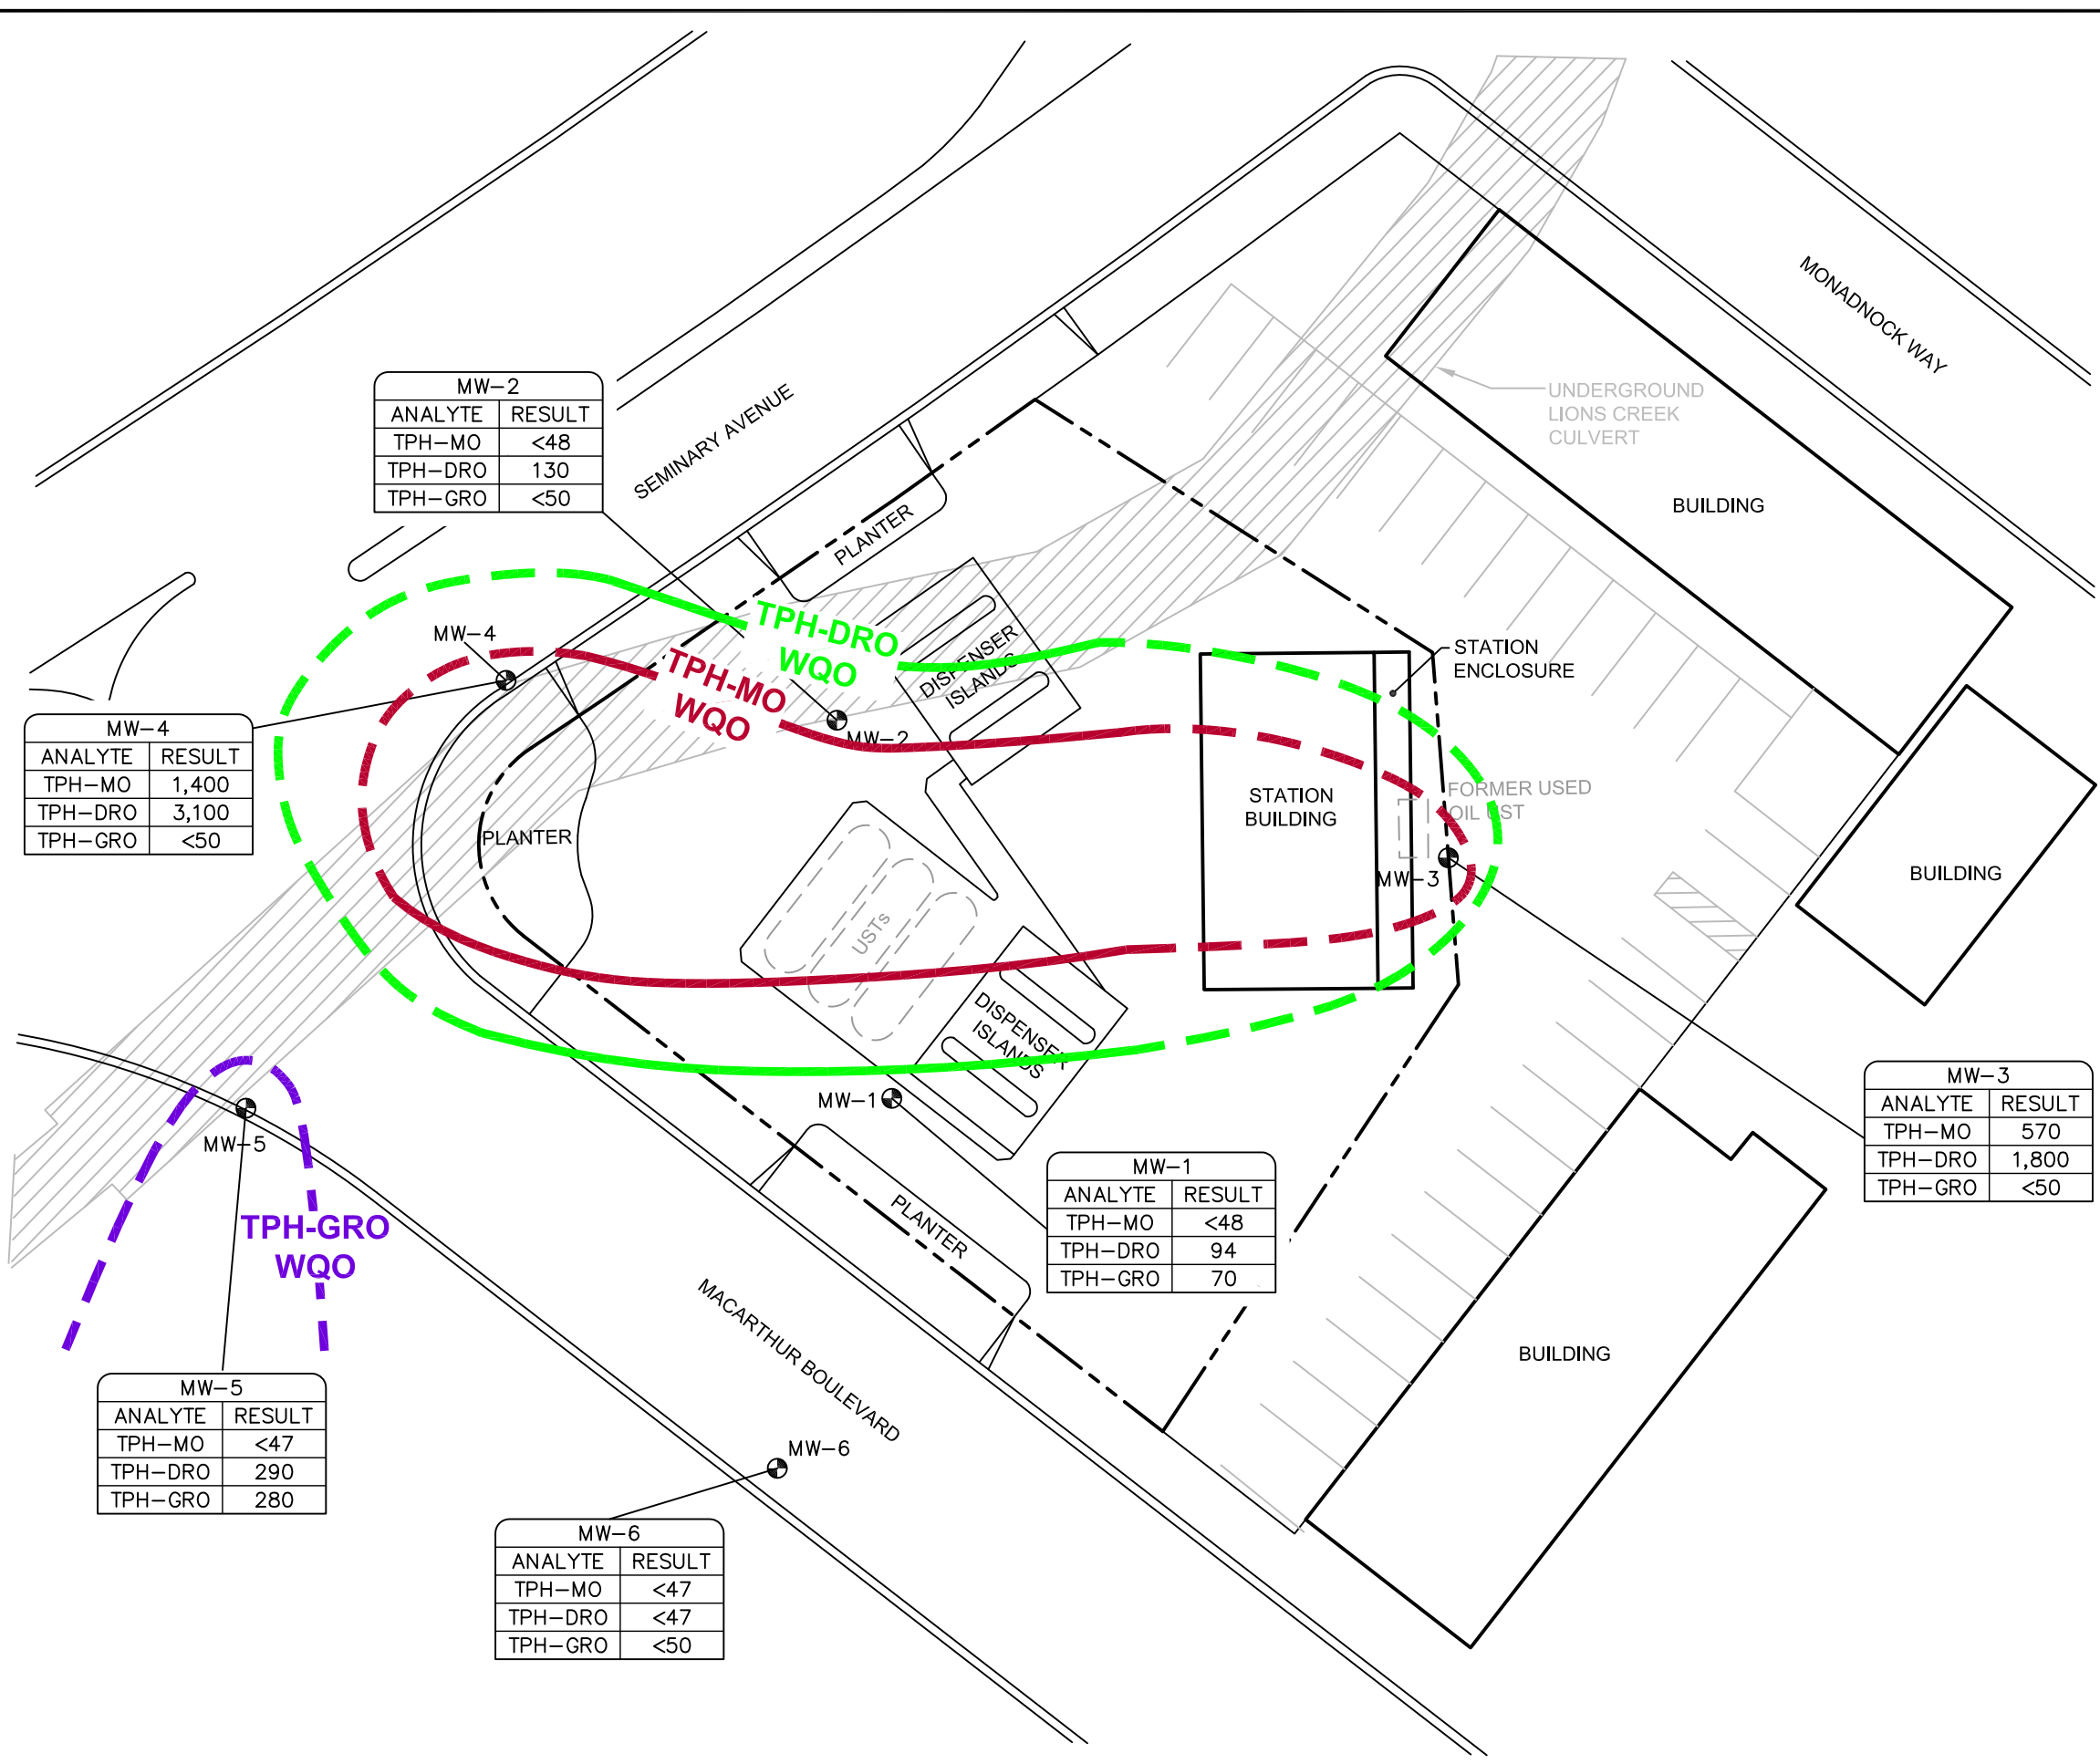 MONADNOCK WAY
UNDERGROUND
LIONS CREEK
CULVERT
BUILDING
MW-2
ANALYTE RESULT
TPH-MO <48
TPH-DRO 130
TPH-GRO <50
SEMINARY AVENUE
PLANTER
TPH-DRO
WQO
DISPENSER
ISLANDS
MW-4
TPH-MO
WQO
MW-2
STATION
ENCLOSURE
MW-4
ANALYTE RESULT
TPH-MO 1,400
TPH-DRO 3,100
TPH-GRO <50
PLANTER
STATION
BUILDING
FORMER USED
OIL UST
MW-3
BUILDING
USTs
DISPENSER
ISLANDS
MW-1
MW-5
MW-3
ANALYTE RESULT
TPH-MO 570
TPH-DRO 1,800
TPH-GRO <50
MW-1
ANALYTE RESULT
TPH-MO <48
TPH-DRO 94
TPH-GRO 70
PLANTER
TPH-GRO
WQO
MACARTHUR BOULEVARD
BUILDING
MW-5
ANALYTE RESULT
TPH-MO <47
TPH-DRO 290
TPH-GRO 280
MW-6
MW-6
ANALYTE RESULT
TPH-MO <47
TPH-DRO <47
TPH-GRO <50